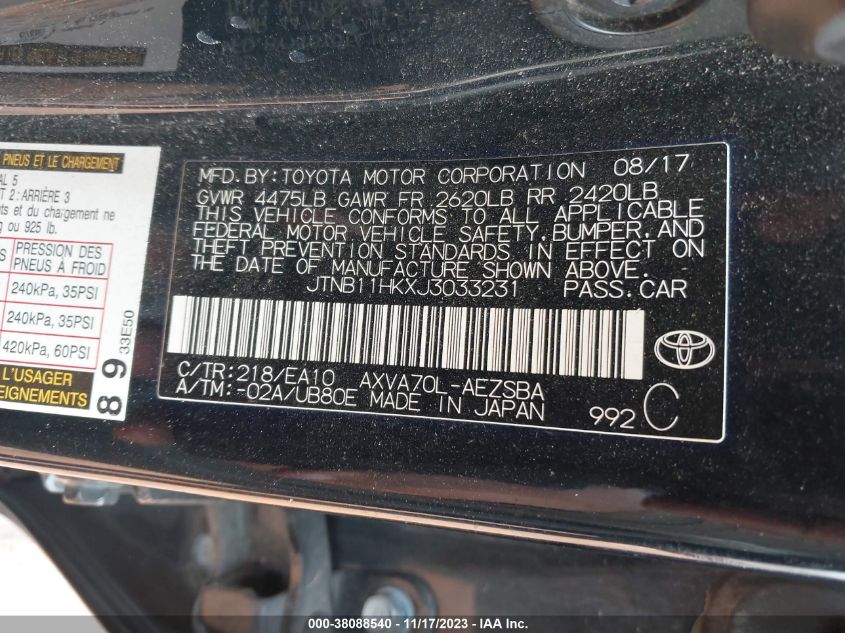 PNEUS ET LE CHARGEMENT
AL 5
T 2: ARRIÈRE 3
nts et du chargement ne
g ou 925 lb.
S PRESSION DES
PNEUS À FROID
240kPa, 35PSI
240kPa, 35PSI
420kPa, 60PSI
L'USAGER
EIGNEMENTS
89
33E50
MFD. BY: TOYOTA MOTOR CORPORATION 08/17
GVWR 4475LB GAWR FR 2620LB RR 2420LB
THIS VEHICLE CONFORMS TO ALL APPLICABLE
FEDERAL MOTOR VEHICLE SAFETY, BUMPER, AND
THEFT PREVENTION STANDARDS IN EFFECT ON
THE DATE OF MANUFACTURE SHOWN ABOVE.
JTNB11HKXJ3033231 PASS. CAR
C/TR: 218/EA10 AXVA70L-AEZSBA
A/TM: -02A/UB80E MADE IN JAPAN
992 C
000-38088540 - 11/17/2023 - IAAI.com